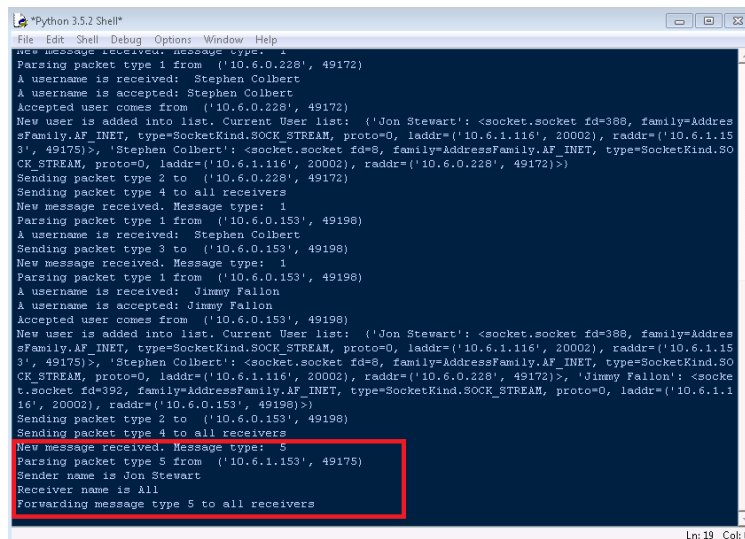 *Python 3.5.2 Shell*
File Edit Shell Debug Options Window Help
New message received. Message type: 1
Parsing packet type 1 from ('10.6.0.228', 49172)
A username is received: Stephen Colbert
A username is accepted: Stephen Colbert
Accepted user comes from ('10.6.0.228', 49172)
New user is added into list. Current User list: {'Jon Stewart': <socket.socket fd=388, family=Addres
sFamily.AF_INET, type=SocketKind.SOCK_STREAM, proto=0, laddr=('10.6.1.116', 20002), raddr=('10.6.1.15
3', 49175)>, 'Stephen Colbert': <socket.socket fd=8, family=AddressFamily.AF_INET, type=SocketKind.SO
CK_STREAM, proto=0, laddr=('10.6.1.116', 20002), raddr=('10.6.0.228', 49172)>}
Sending packet type 2 to ('10.6.0.228', 49172)
Sending packet type 4 to all receivers
New message received. Message type: 1
Parsing packet type 1 from ('10.6.0.153', 49198)
A username is received: Stephen Colbert
Sending packet type 3 to ('10.6.0.153', 49198)
New message received. Message type: 1
Parsing packet type 1 from ('10.6.0.153', 49198)
A username is received: Jimmy Fallon
A username is accepted: Jimmy Fallon
Accepted user comes from ('10.6.0.153', 49198)
New user is added into list. Current User list: {'Jon Stewart': <socket.socket fd=388, family=Addres
sFamily.AF_INET, type=SocketKind.SOCK_STREAM, proto=0, laddr=('10.6.1.116', 20002), raddr=('10.6.1.15
3', 49175)>, 'Stephen Colbert': <socket.socket fd=8, family=AddressFamily.AF_INET, type=SocketKind.SO
CK_STREAM, proto=0, laddr=('10.6.1.116', 20002), raddr=('10.6.0.228', 49172)>, 'Jimmy Fallon': <socke
t.socket fd=392, family=AddressFamily.AF_INET, type=SocketKind.SOCK_STREAM, proto=0, laddr=('10.6.1.1
16', 20002), raddr=('10.6.0.153', 49198)>}
Sending packet type 2 to ('10.6.0.153', 49198)
Sending packet type 4 to all receivers
New message received. Message type: 5
Parsing packet type 5 from ('10.6.1.153', 49175)
Sender name is Jon Stewart
Receiver name is All
Forwarding message type 5 to all receivers
Ln: 19 Col: